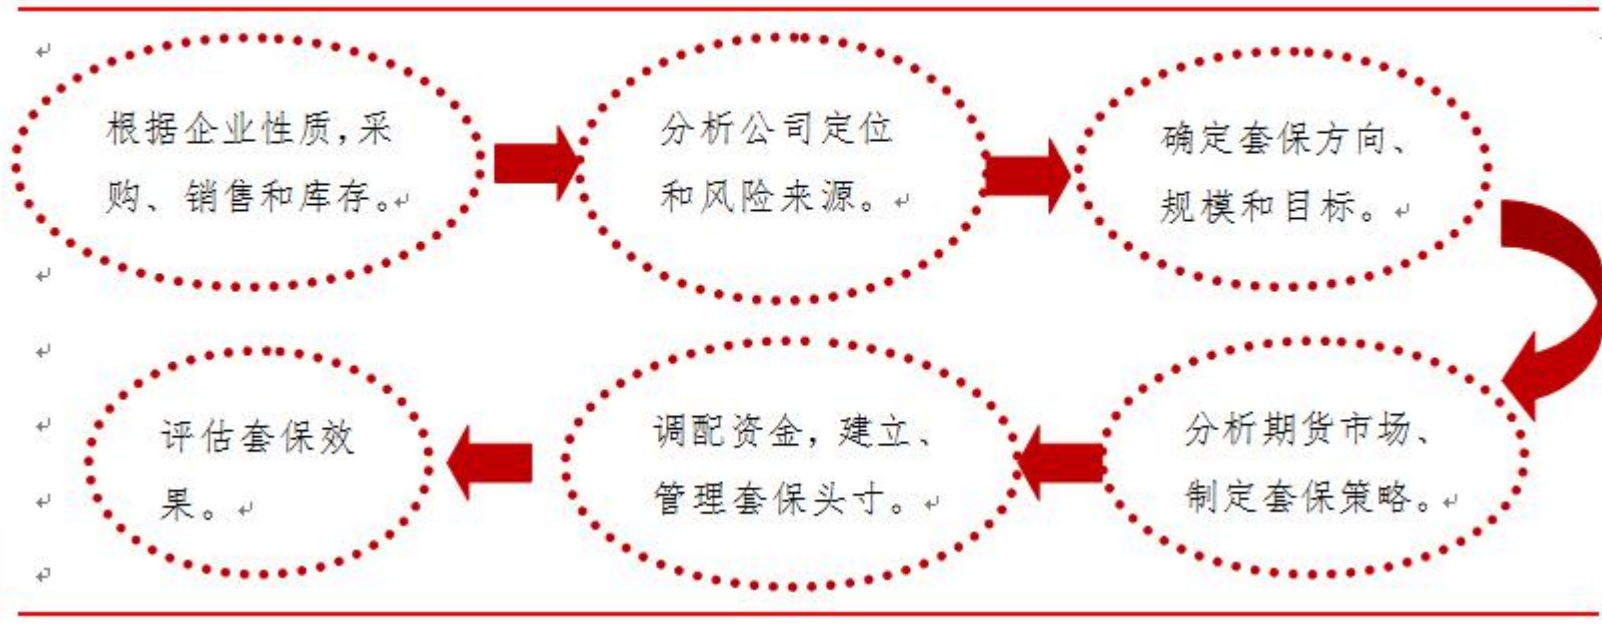 根据企业性质,采
购、销售和库存。
分析公司定位
和风险来源。
确定套保方向、
规模和目标。
分析期货市场、
制定套保策略。
调配资金,建立、
管理套保头寸。
评估套保效
果。